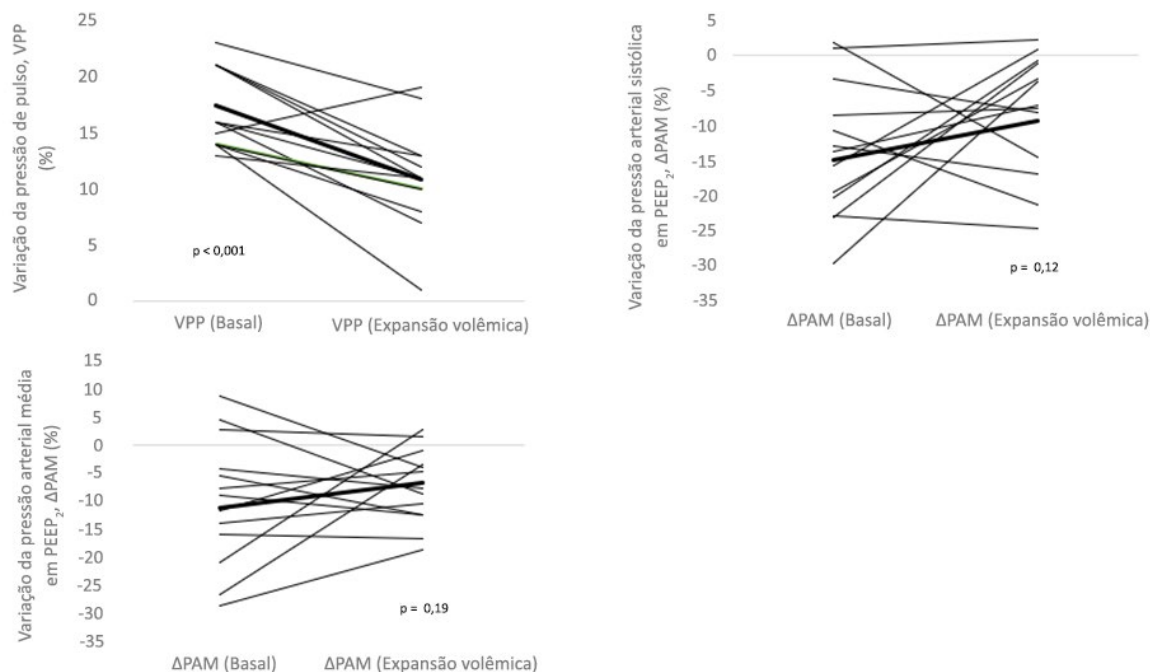 Variação da pressão de pulso, VPP
(%)
25
20
15
10
5
0
p < 0,001
VPP (Basal)
VPP (Expansão volêmica)
Variação da pressão arterial sistólica
em PEEP₂, ΔPAM (%)
5
0
-5
-10
-15
-20
-25
-30
-35
p = 0,12
ΔPAM (Basal)
ΔPAM (Expansão volêmica)
Variação da pressão arterial média
em PEEP₂, ΔPAM (%)
15
10
5
0
-5
-10
-15
-20
-25
-30
-35
p = 0,19
ΔPAM (Basal)
ΔPAM (Expansão volêmica)